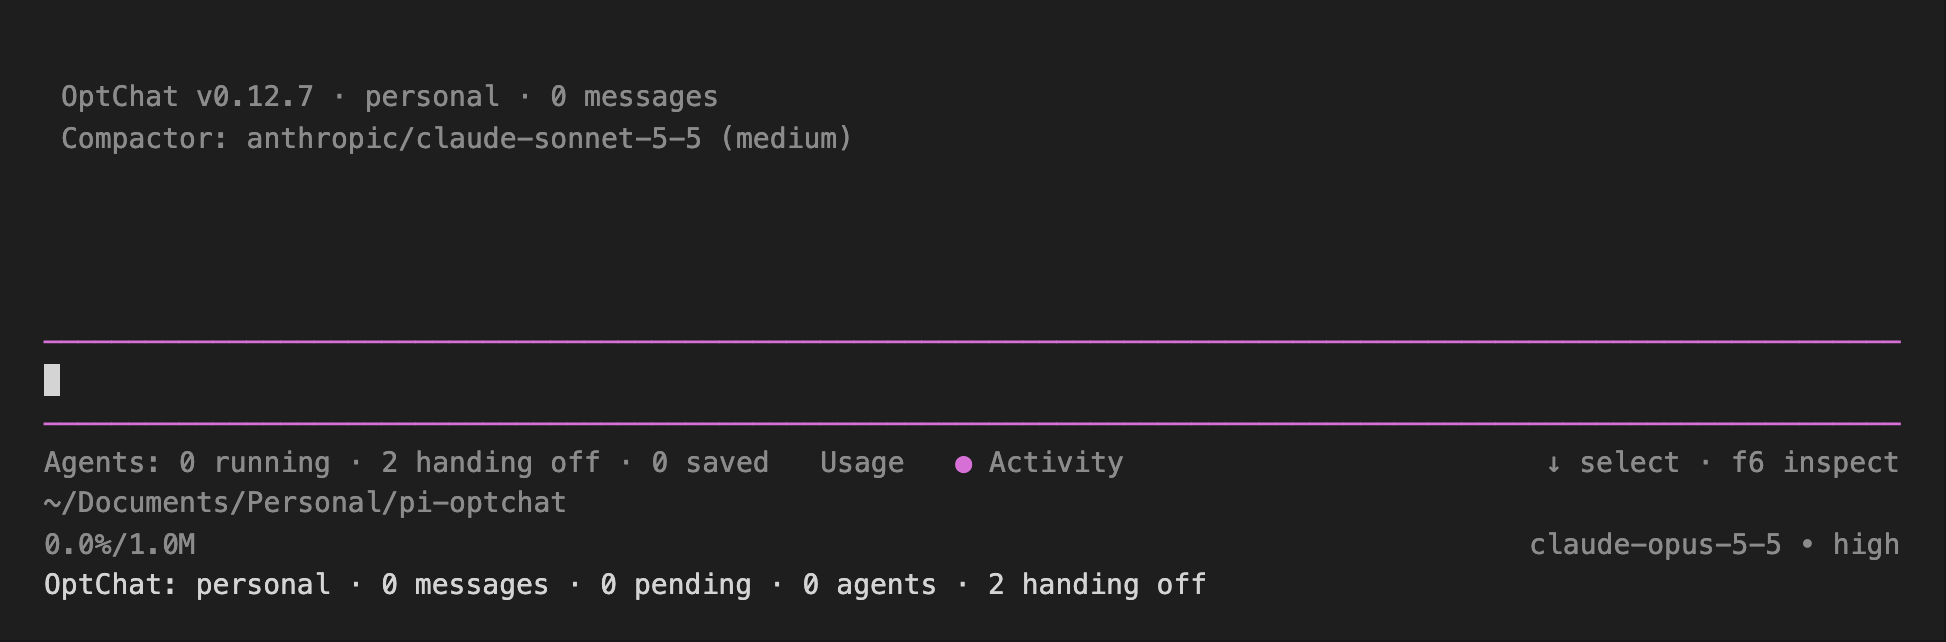 OptChat v0.12.7 · personal · 0 messages
Compactor: anthropic/claude-sonnet-5-5 (medium)
Agents: 0 running · 2 handing off · 0 saved   Usage   ● Activity   ↓ select · f6 inspect
~/Documents/Personal/pi-optchat
0.0%/1.0M   claude-opus-5-5 • high
OptChat: personal · 0 messages · 0 pending · 0 agents · 2 handing off